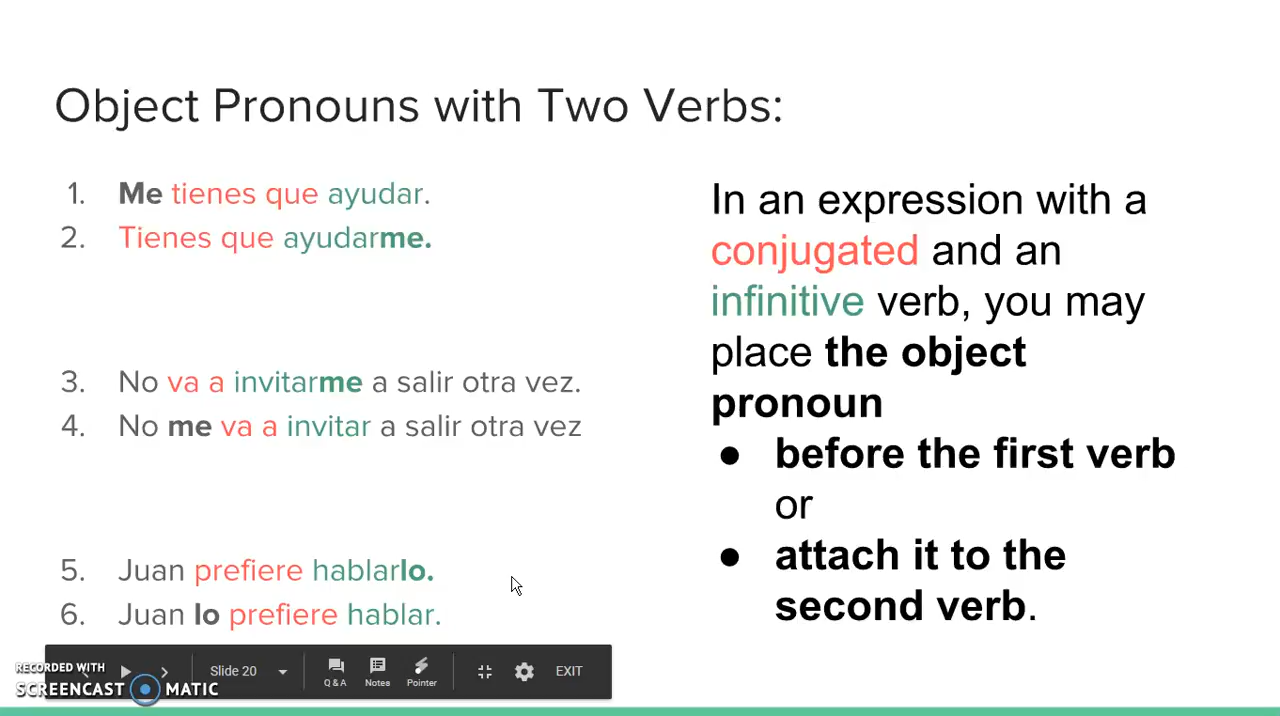 Object Pronouns with Two Verbs:
1. Me tienes que ayudar.
2. Tienes que ayudarme.
3. No va a invitarme a salir otra vez.
4. No me va a invitar a salir otra vez
5. Juan prefiere hablarlo.
6. Juan lo prefiere hablar.
In an expression with a
conjugated and an
infinitive verb, you may
place the object
pronoun
● before the first verb
or
● attach it to the
second verb.
RECORDED WITH
SCREENCAST MATIC
Slide 20
Q & A
Notes
Pointer
EXIT